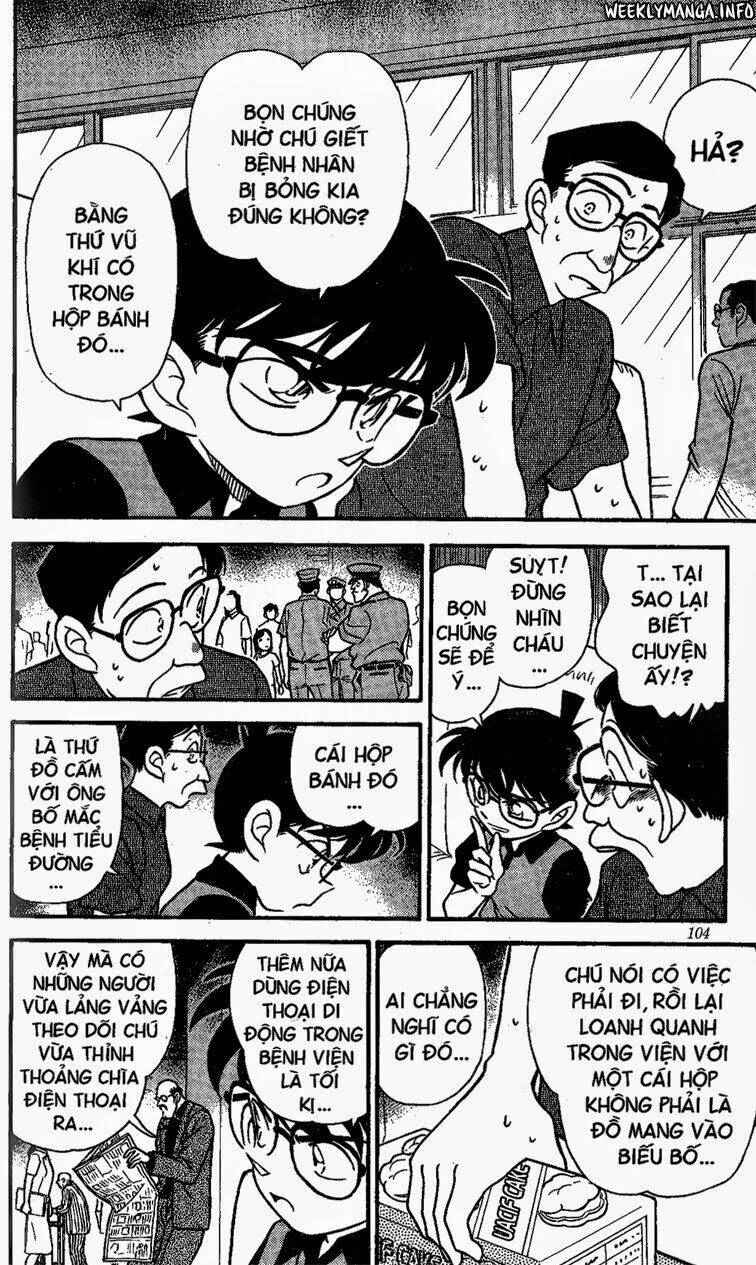 WEEKLYMANGA.INFO
HẢ?
BỌN CHÚNG
NHỜ CHÚ GIẾT
BỆNH NHÂN
BỊ BỎNG KIA
ĐÚNG KHÔNG?
BẰNG
THỨ VŨ
KHÍ CÓ
TRONG
HỘP BÁNH
ĐÓ...
T... TẠI
SAO LẠI
BIẾT
CHUYỆN
ẤY!?
SUỴT!
ĐỪNG
NHÌN
CHÁU
...
BỌN
CHÚNG
SẼ ĐỂ
Ý...
CÁI HỘP
BÁNH ĐÓ
...
LÀ THỨ
ĐỒ CẤM
VỚI ÔNG
BỐ MẮC
BỆNH TIỂU
ĐƯỜNG
...
104
CHÚ NÓI CÓ VIỆC
PHẢI ĐI, RỒI LẠI
LOANH QUANH
TRONG VIỆN VỚI
MỘT CÁI HỘP
KHÔNG PHẢI LÀ
ĐỒ MANG VÀO
BIẾU BỐ...
AI CHẲNG
NGHĨ CÓ
GÌ ĐÓ...
UACIF CAKE
F CAKE
THÊM NỮA
DÙNG ĐIỆN
THOẠI DI
ĐỘNG TRONG
BỆNH VIỆN
LÀ TỐI
KỊ...
VẬY MÀ CÓ
NHỮNG NGƯỜI
VỪA LẢNG VẢNG
THEO DÕI CHÚ
VỪA THỈNH
THOẢNG CHĨA
ĐIỆN THOẠI
RA...